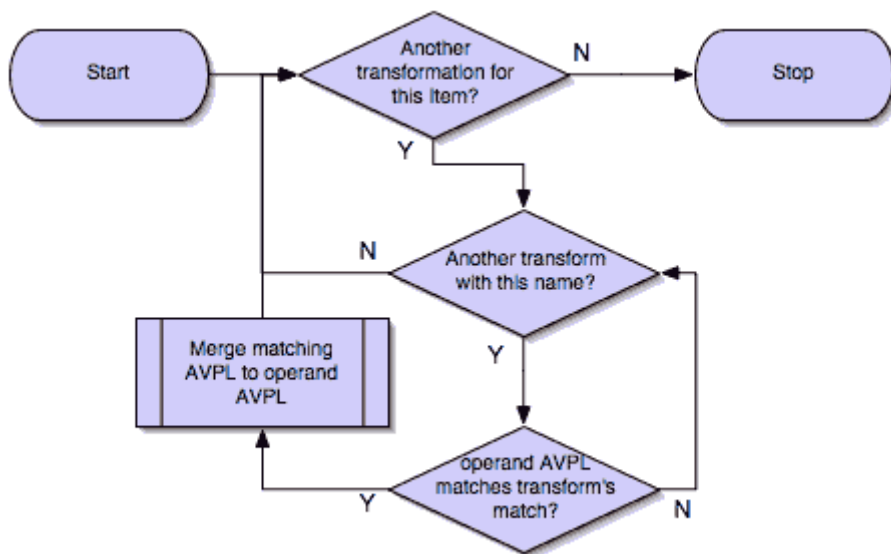 Start
Another
transformation for
this Item?
N
Stop
Y
Another transform
with this name?
N
Y
Merge matching
AVPL to operand
AVPL
operand AVPL
matches transform's
match?
Y
N